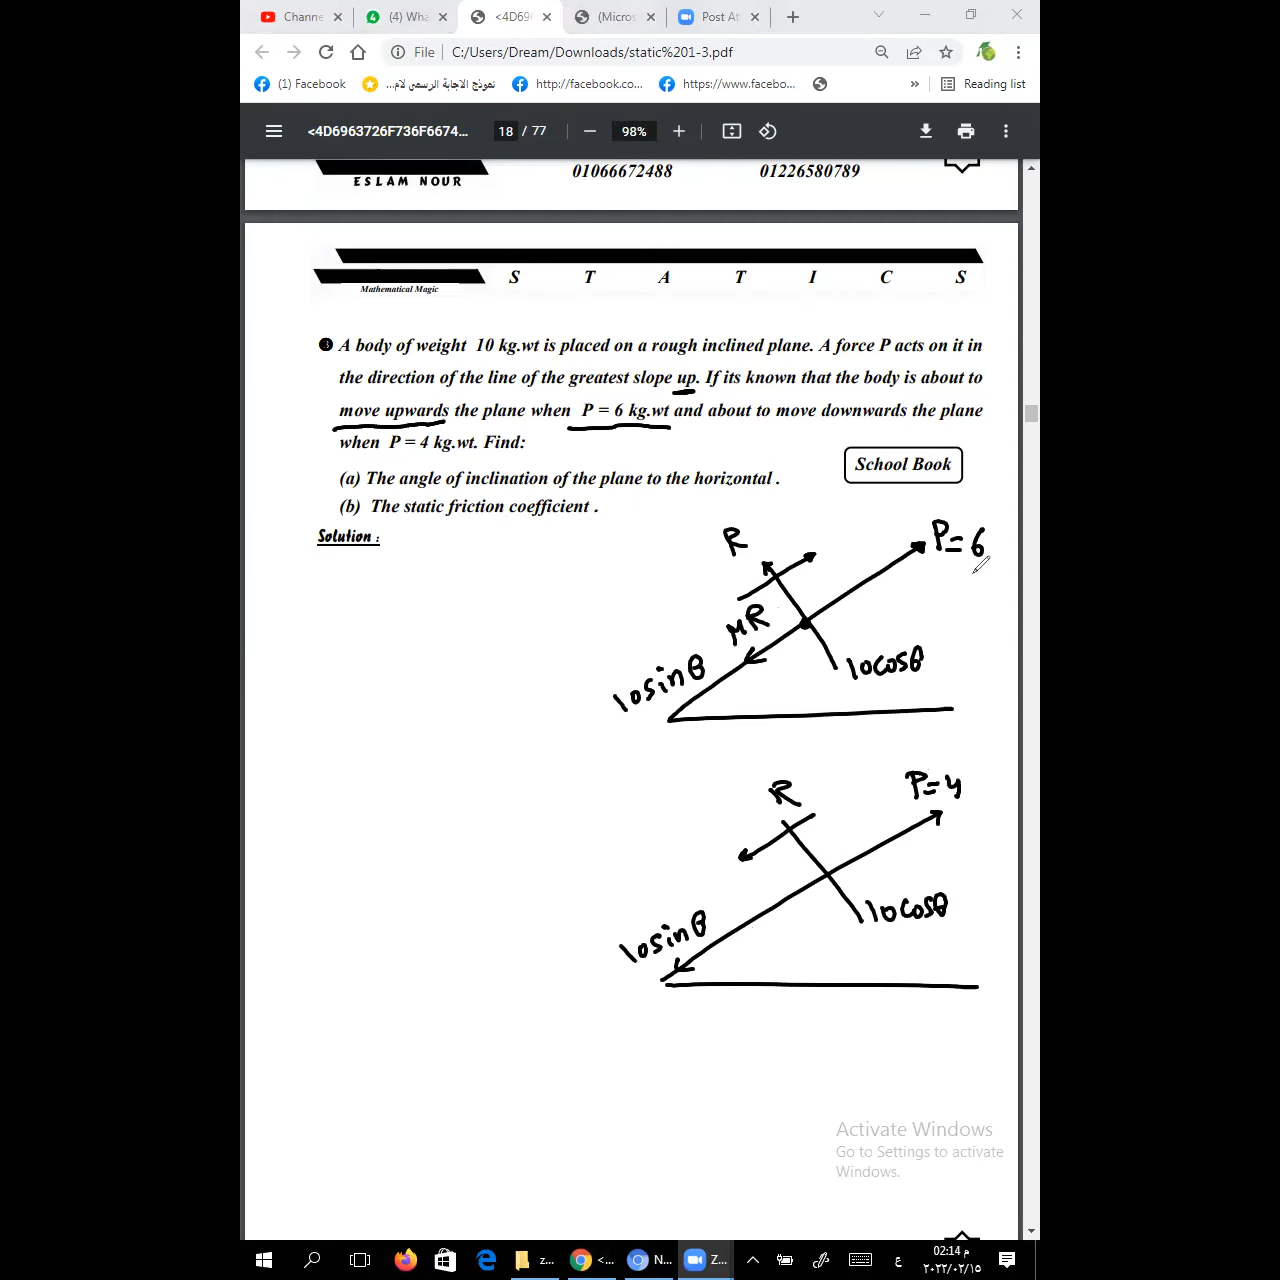 Channe
(4) Wha
<4D69
(Micros
Post At
File C:/Users/Dream/Downloads/static%201-3.pdf
(1) Facebook
نموذج الاجابة الرسمى لام...
http://facebook.co...
https://www.facebo...
»
Reading list
<4D6963726F736F6674...
18 / 77
98%
ESLAM NOUR
01066672488
01226580789
S T A T I C S
Mathematical Magic
❸ A body of weight 10 kg.wt is placed on a rough inclined plane. A force P acts on it in
the direction of the line of the greatest slope up. If its known that the body is about to
move upwards the plane when P = 6 kg.wt and about to move downwards the plane
when P = 4 kg.wt. Find:
School Book
(a) The angle of inclination of the plane to the horizontal .
(b) The static friction coefficient .
Solution :
R
P=6
μR
10sinθ
10cosθ
R
P=4
10sinθ
10cosθ
Activate Windows
Go to Settings to activate
Windows.
z...
<...
N...
Z...
ع
02:14 م
٢٠٢٢/٠٢/١٥